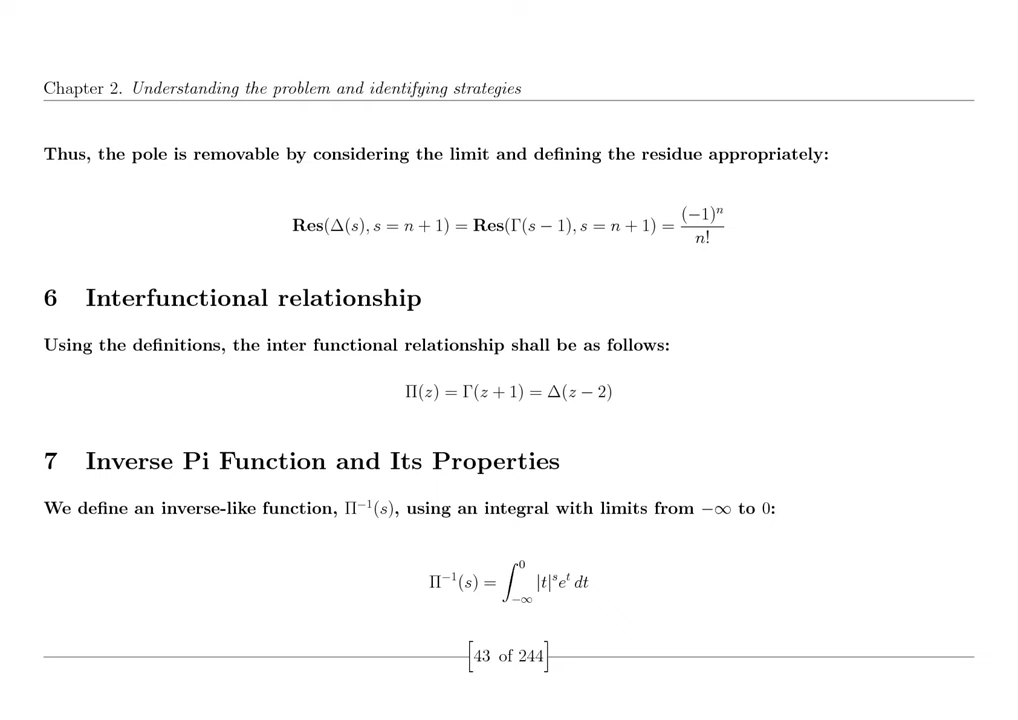 Chapter 2. Understanding the problem and identifying strategies
Thus, the pole is removable by considering the limit and defining the residue appropriately:
Res(Δ(s), s = n + 1) = Res(Γ(s − 1), s = n + 1) = (−1)ⁿ / n!
6 Interfunctional relationship
Using the definitions, the inter functional relationship shall be as follows:
Π(z) = Γ(z + 1) = Δ(z − 2)
7 Inverse Pi Function and Its Properties
We define an inverse-like function, Π⁻¹(s), using an integral with limits from −∞ to 0:
Π⁻¹(s) = ∫_{−∞}^{0} |t|ˢeᵗ dt
[43 of 244]